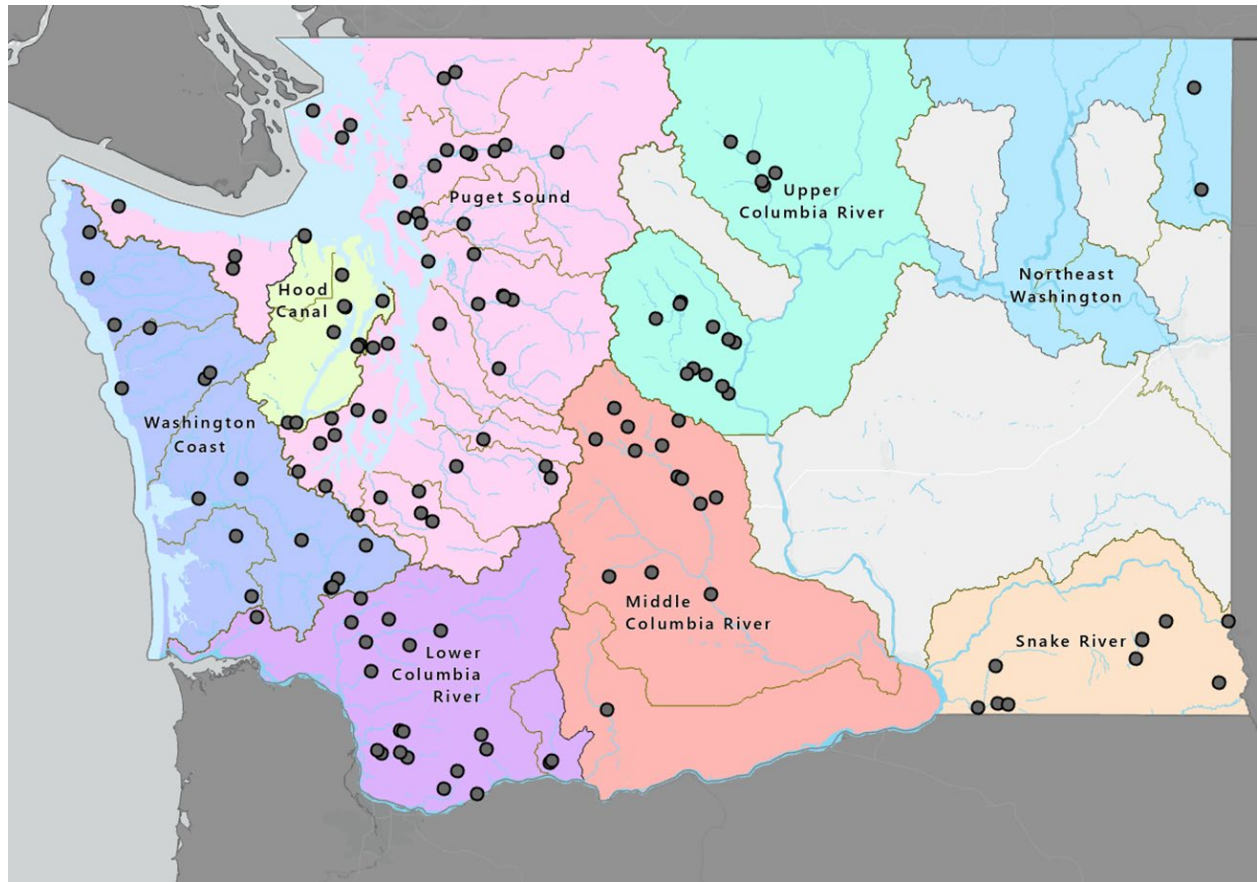 Puget Sound
Upper
Columbia River
Hood
Canal
Northeast
Washington
Washington
Coast
Middle
Columbia River
Lower
Columbia
River
Snake River